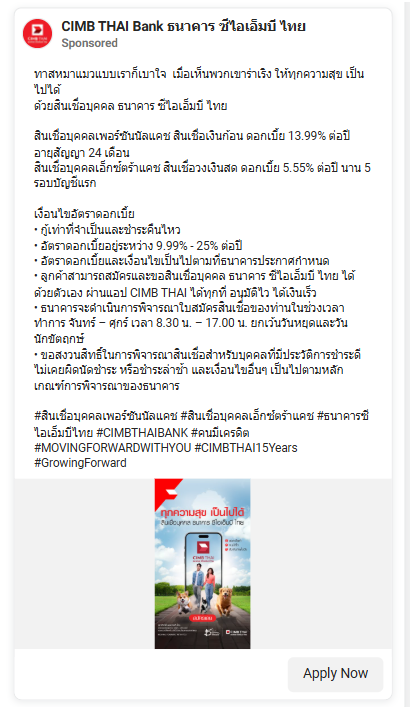 CIMB THAI Bank ธนาคาร ซีไอเอ็มบี ไทย
Sponsored
ทาสหมาแมวแบบเราก็เบาใจ เมื่อเห็นพวกเขาร่าเริง ให้ทุกความสุข เป็น
ไปได้
ด้วยสินเชื่อบุคคล ธนาคาร ซีไอเอ็มบี ไทย
สินเชื่อบุคคลเพอร์ซันนัลแคช สินเชื่อเงินก้อน ดอกเบี้ย 13.99% ต่อปี
อายุสัญญา 24 เดือน
สินเชื่อบุคคลเอ็กซ์ตร้าแคช สินเชื่อวงเงินสด ดอกเบี้ย 5.55% ต่อปี นาน 5
รอบบัญชีแรก
เงื่อนไขอัตราดอกเบี้ย
• กู้เท่าที่จำเป็นและชำระคืนไหว
• อัตราดอกเบี้ยอยู่ระหว่าง 9.99% - 25% ต่อปี
• อัตราดอกเบี้ยและเงื่อนไขเป็นไปตามที่ธนาคารประกาศกำหนด
• ลูกค้าสามารถสมัครและขอสินเชื่อบุคคล ธนาคาร ซีไอเอ็มบี ไทย ได้
ด้วยตัวเอง ผ่านแอป CIMB THAI ได้ทุกที่ อนุมัติไว ได้เงินเร็ว
• ธนาคารจะดำเนินการพิจารณาใบสมัครสินเชื่อของท่านในช่วงเวลา
ทำการ จันทร์ – ศุกร์ เวลา 8.30 น. – 17.00 น. ยกเว้นวันหยุดและวัน
นักขัตฤกษ์
• ขอสงวนสิทธิ์ในการพิจารณาสินเชื่อสำหรับบุคคลที่มีประวัติการชำระดี
ไม่เคยผิดนัดชำระ หรือชำระล่าช้า และเงื่อนไขอื่นๆ เป็นไปตามหลัก
เกณฑ์การพิจารณาของธนาคาร
#สินเชื่อบุคคลเพอร์ซันนัลแคช #สินเชื่อบุคคลเอ็กซ์ตร้าแคช #ธนาคารซี
ไอเอ็มบีไทย #CIMBTHAIBANK #คนมีเครดิต
#MOVINGFORWARDWITHYOU #CIMBTHAI15Years
#GrowingForward
ทุกความสุข เป็นไปได้
สินเชื่อบุคคล ธนาคาร ซีไอเอ็มบี ไทย
CIMB THAI
CIMB THAI
Apply Now